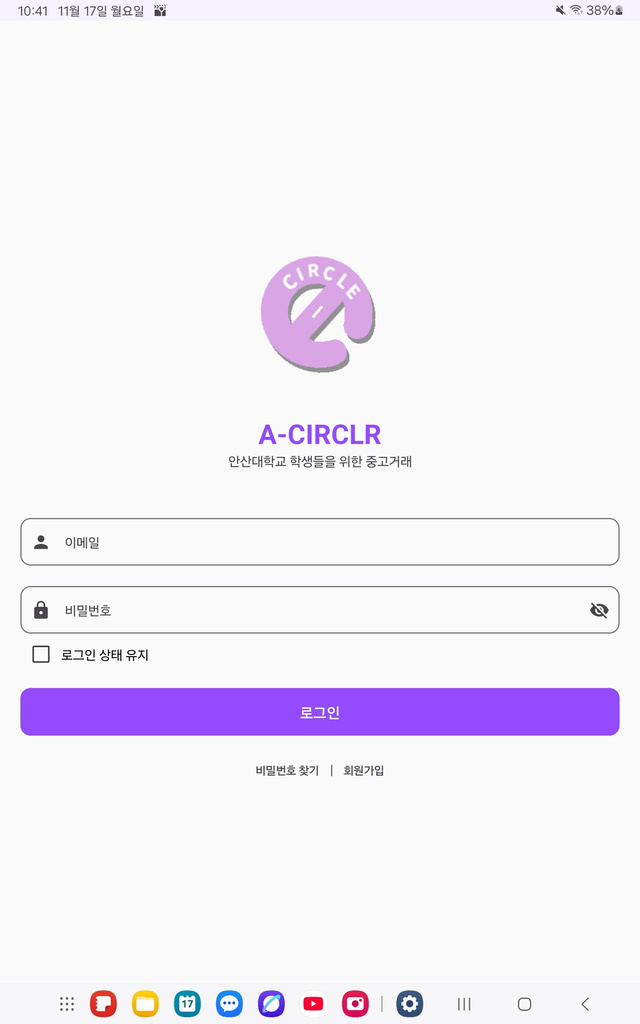 10:41 11월 17일 월요일
38%
CIRCLE
A-CIRCLR
안산대학교 학생들을 위한 중고거래
이메일
비밀번호
로그인 상태 유지
로그인
비밀번호 찾기 | 회원가입
17